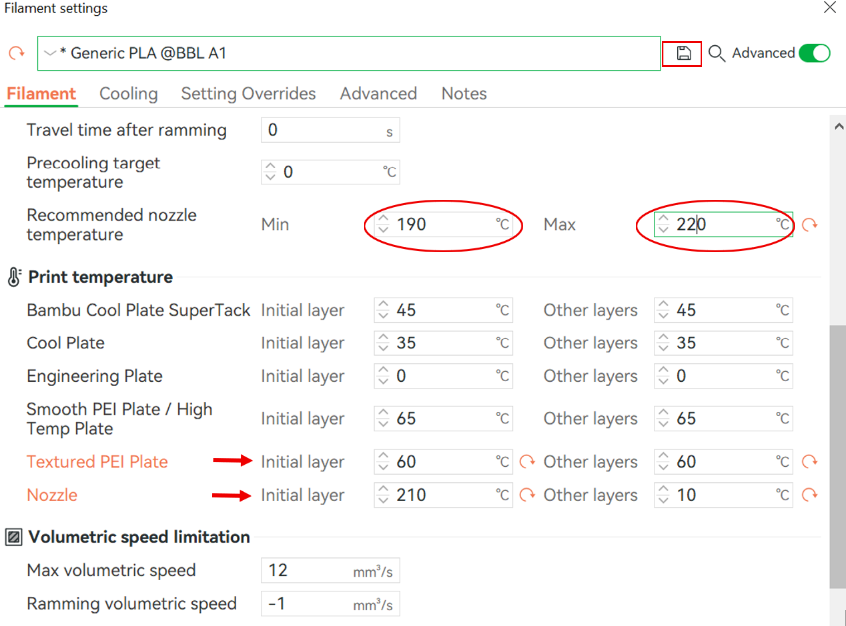 Filament settings
* Generic PLA @BBL A1 Advanced
Filament Cooling Setting Overrides Advanced Notes
Travel time after ramming 0 s
Precooling target
temperature 0 °C
Recommended nozzle
temperature Min 190 °C Max 220 °C
Print temperature
Bambu Cool Plate SuperTack Initial layer 45 °C Other layers 45 °C
Cool Plate Initial layer 35 °C Other layers 35 °C
Engineering Plate Initial layer 0 °C Other layers 0 °C
Smooth PEI Plate / High
Temp Plate Initial layer 65 °C Other layers 65 °C
Textured PEI Plate Initial layer 60 °C Other layers 60 °C
Nozzle Initial layer 210 °C Other layers 10 °C
Volumetric speed limitation
Max volumetric speed 12 mm³/s
Ramming volumetric speed -1 mm³/s